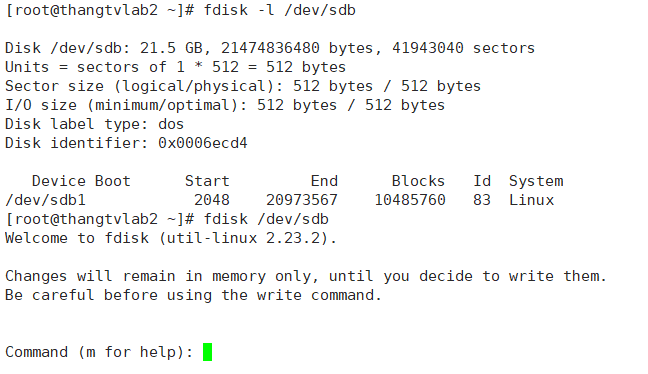 [root@thangtvlab2 ~]# fdisk -l /dev/sdb
Disk /dev/sdb: 21.5 GB, 21474836480 bytes, 41943040 sectors
Units = sectors of 1 * 512 = 512 bytes
Sector size (logical/physical): 512 bytes / 512 bytes
I/O size (minimum/optimal): 512 bytes / 512 bytes
Disk label type: dos
Disk identifier: 0x0006ecd4
   Device Boot      Start         End      Blocks   Id  System
/dev/sdb1            2048    20973567    10485760   83  Linux
[root@thangtvlab2 ~]# fdisk /dev/sdb
Welcome to fdisk (util-linux 2.23.2).
Changes will remain in memory only, until you decide to write them.
Be careful before using the write command.
Command (m for help):